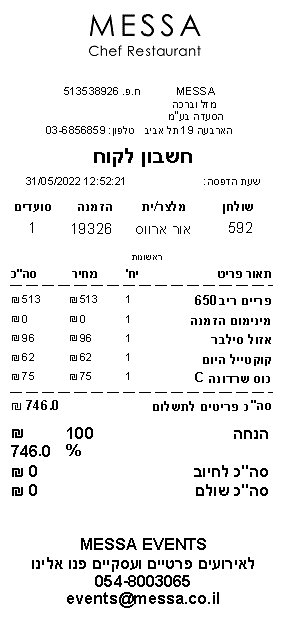 MESSA
Chef Restaurant
MESSA ח.פ. 513538926
מזל וברכה
הסעדה בע"מ
הארבעה 19 תל אביב טלפון: 03-6856859
חשבון לקוח
שעת הדפסה: 31/05/2022 12:52:21
שולחן מלצר/ית הזמנה סועדים
592 אור ארווס 19326 1
ראשונות
תאור פריט יח' מחיר סה"כ
פריים ריב 650 1 ₪513 ₪513
מינימום הזמנה 1 ₪0 ₪0
אזול סילבר 1 ₪96 ₪96
קוקטייל היום 1 ₪62 ₪62
כוס שרדונה C 1 ₪75 ₪75
סה"כ פריטים לתשלום 746.0 ₪
הנחה 100 % ₪ 746.0
סה"כ לחיוב 0 ₪
סה"כ שולם 0 ₪
MESSA EVENTS
לאירועים פרטיים ועסקיים פנו אלינו
054-8003065
events@messa.co.il